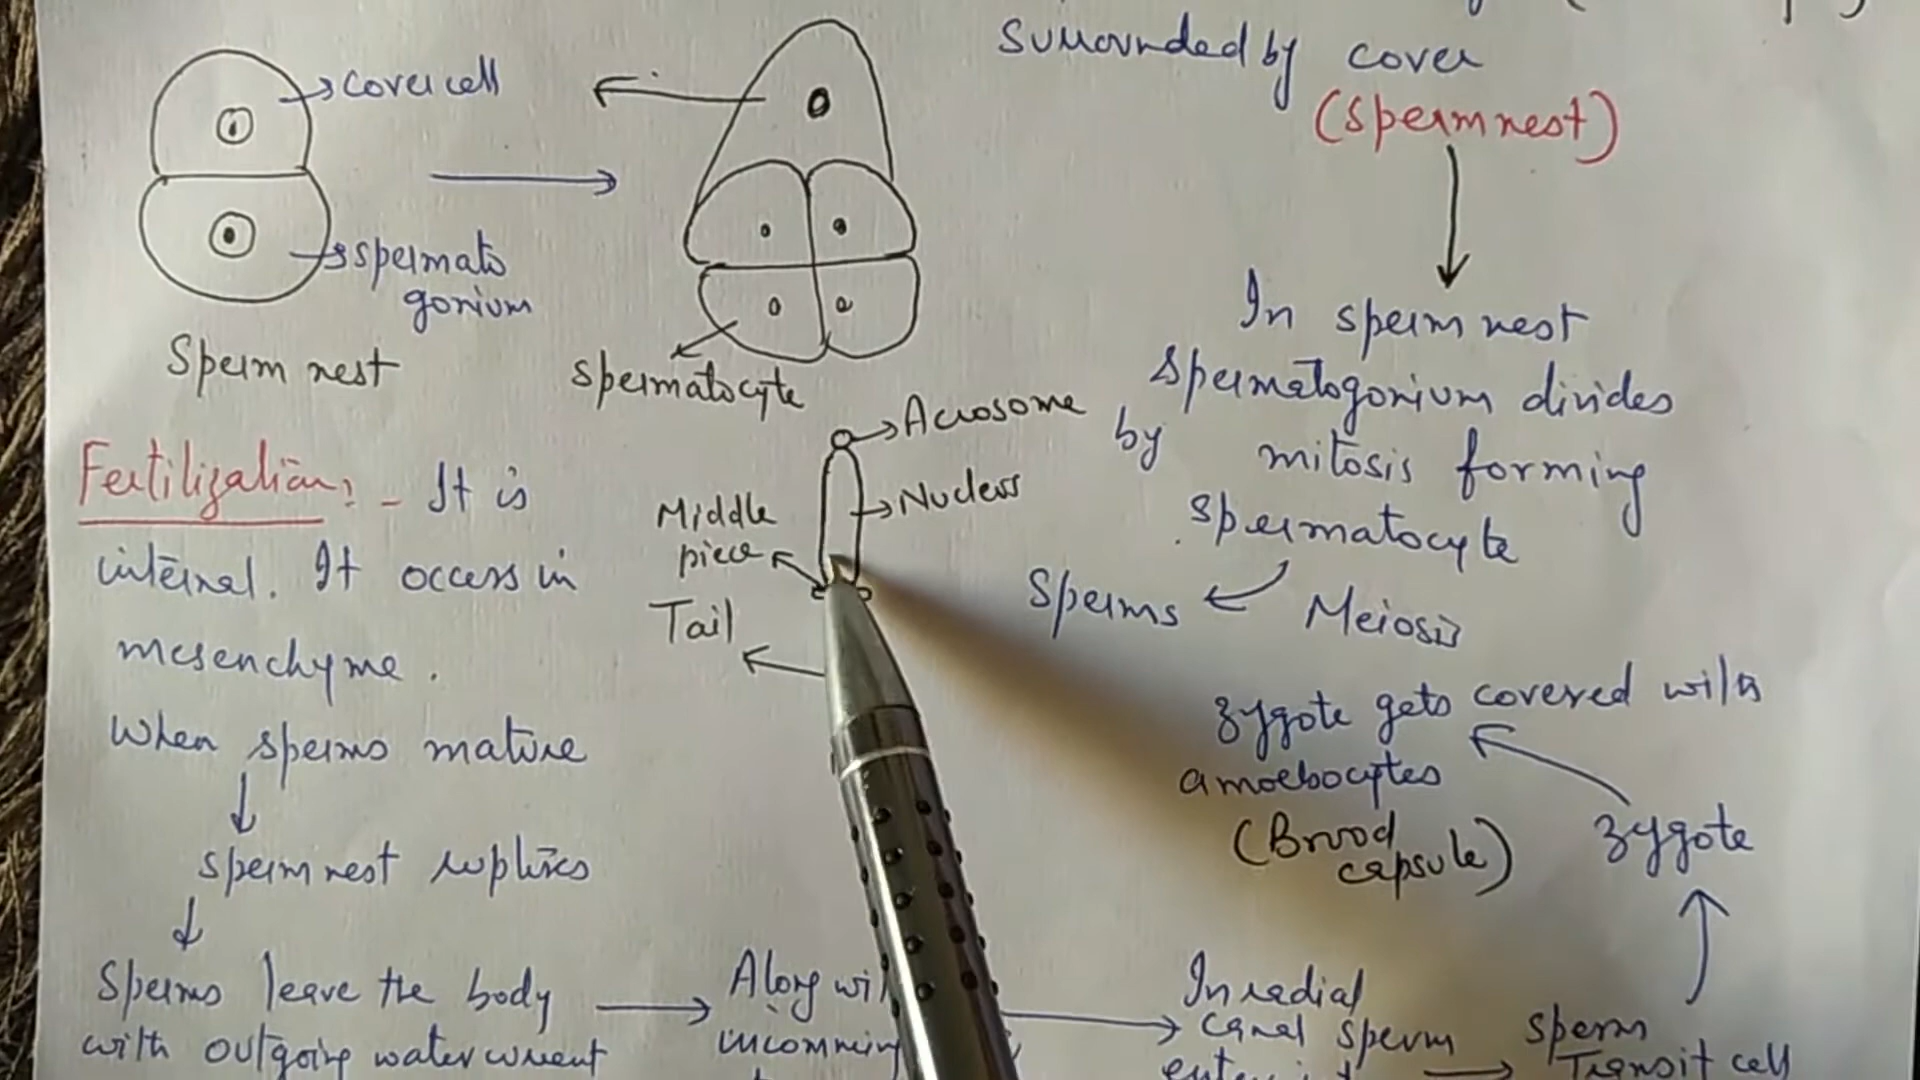 surrounded by cover
(sperm nest)
cover cell
spermato
gonium
Sperm nest
spermatocyte
In sperm nest
spermatogonium divides
by mitosis forming
spermatocyte
Meiosis
Sperms
Acrosome
Nucleus
Middle
piece
Tail
Fertilization:- It is
internal. It occurs in
mesenchyme.
When sperms mature
sperm nest ruptures
Sperms leave the body
with outgoing water current
Along
incomming
In radial
canal sperm
sperm
Transit cell
zygote
zygote gets covered with
amoebocytes
(Brood
capsule)